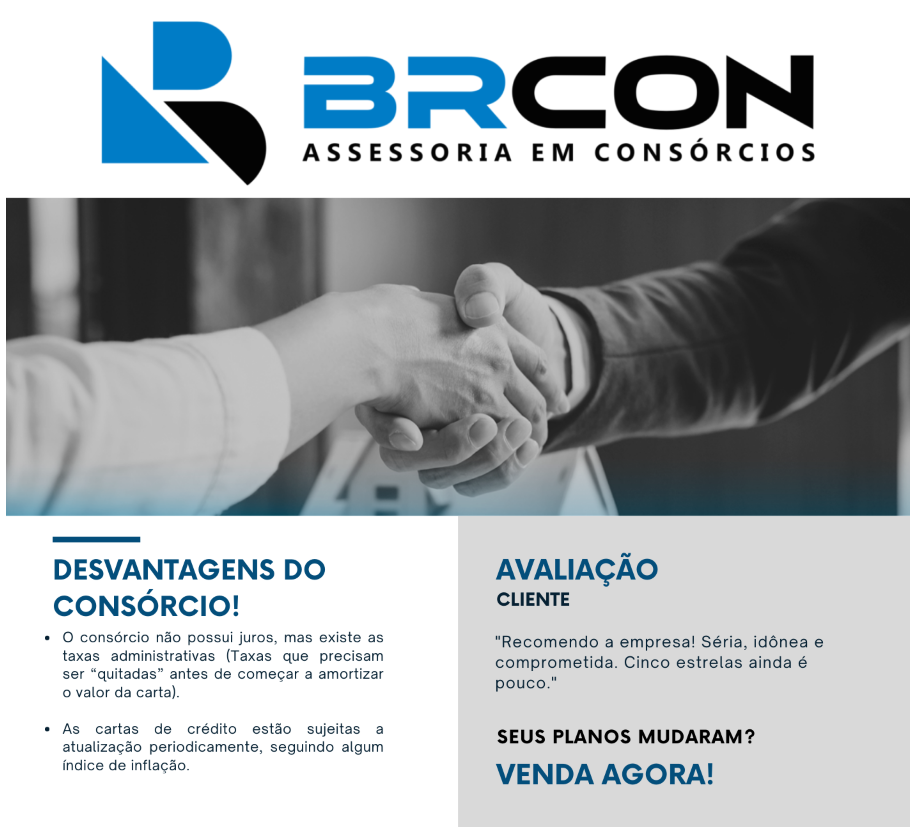 BRCON
ASSESSORIA EM CONSÓRCIOS
DESVANTAGENS DO
CONSÓRCIO!
• O consórcio não possui juros, mas existe as
taxas administrativas (Taxas que precisam
ser “quitadas” antes de começar a amortizar
o valor da carta).
• As cartas de crédito estão sujeitas a
atualização periodicamente, seguindo algum
índice de inflação.
AVALIAÇÃO
CLIENTE
"Recomendo a empresa! Séria, idônea e
comprometida. Cinco estrelas ainda é
pouco."
SEUS PLANOS MUDARAM?
VENDA AGORA!